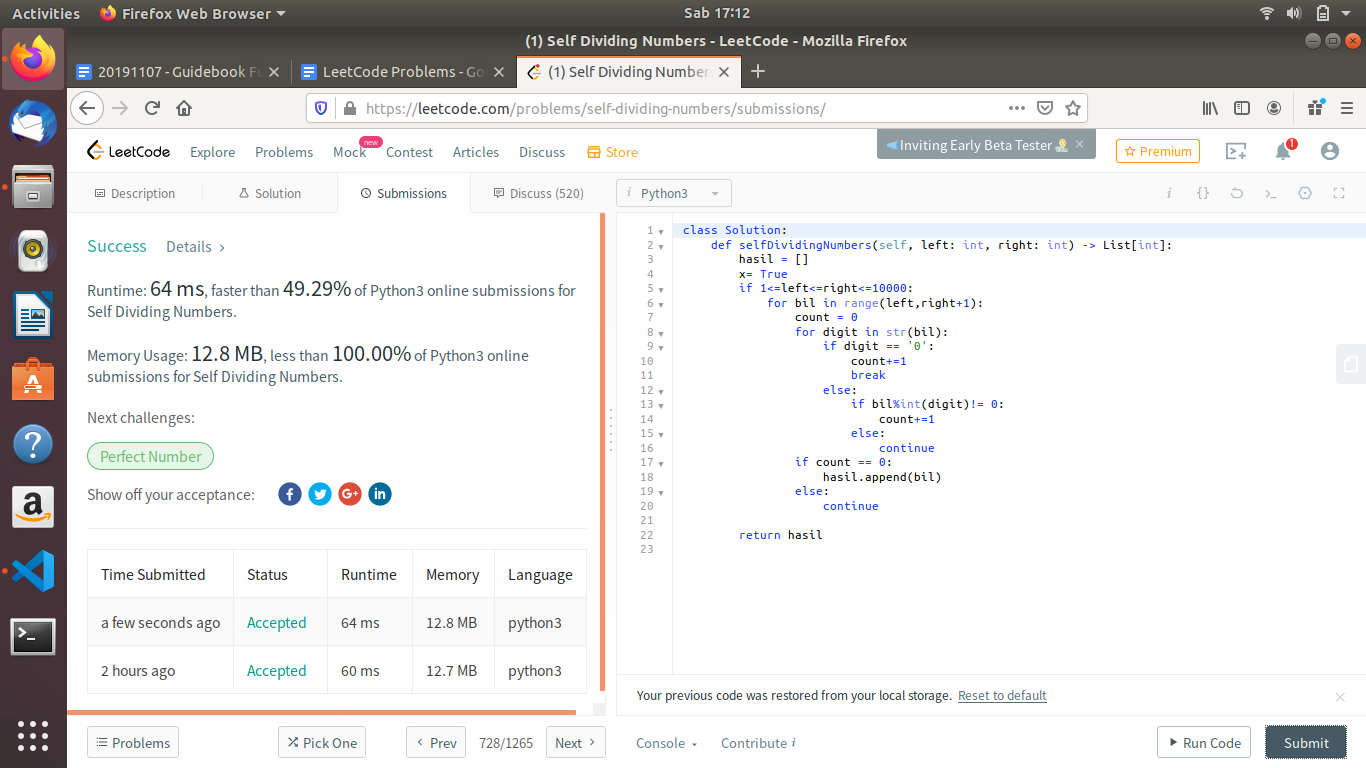 Activities Firefox Web Browser Sab 17:12
(1) Self Dividing Numbers - LeetCode - Mozilla Firefox
20191107 - Guidebook Fu LeetCode Problems - Go (1) Self Dividing Number
https://leetcode.com/problems/self-dividing-numbers/submissions/
LeetCode Explore Problems Mock new Contest Articles Discuss Store Inviting Early Beta Tester × Premium 1
Description Solution Submissions Discuss (520) i Python3 i {} >_
Success Details >
Runtime: 64 ms, faster than 49.29% of Python3 online submissions for
Self Dividing Numbers.
Memory Usage: 12.8 MB, less than 100.00% of Python3 online
submissions for Self Dividing Numbers.
Next challenges:
Perfect Number
Show off your acceptance: f G+ in
Time Submitted Status Runtime Memory Language
a few seconds ago Accepted 64 ms 12.8 MB python3
2 hours ago Accepted 60 ms 12.7 MB python3
1 class Solution:
2 def selfDividingNumbers(self, left: int, right: int) -> List[int]:
3 hasil = []
4 x= True
5 if 1<=left<=right<=10000:
6 for bil in range(left,right+1):
7 count = 0
8 for digit in str(bil):
9 if digit == '0':
10 count+=1
11 break
12 else:
13 if bil%int(digit)!= 0:
14 count+=1
15 else:
16 continue
17 if count == 0:
18 hasil.append(bil)
19 else:
20 continue
21
22 return hasil
23
Your previous code was restored from your local storage. Reset to default
Problems Pick One < Prev 728/1265 Next > Console Contribute i Run Code Submit